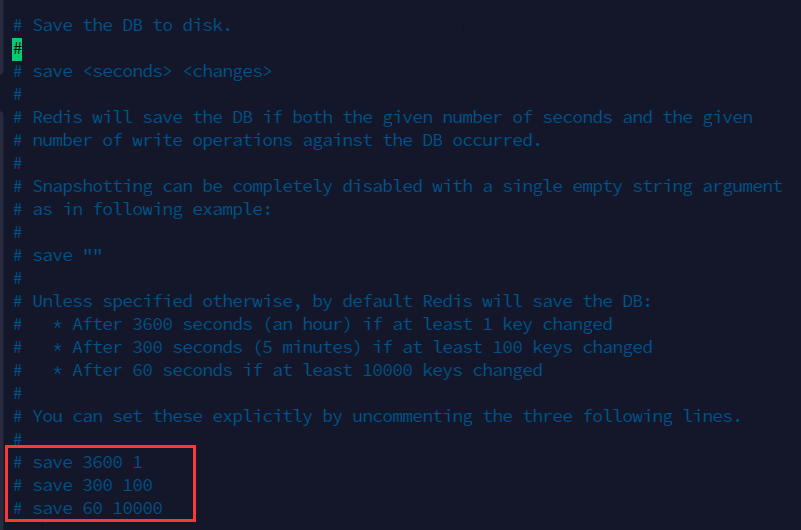 # Save the DB to disk.
#
# save <seconds> <changes>
#
# Redis will save the DB if both the given number of seconds and the given
# number of write operations against the DB occurred.
#
# Snapshotting can be completely disabled with a single empty string argument
# as in following example:
#
# save ""
#
# Unless specified otherwise, by default Redis will save the DB:
#   * After 3600 seconds (an hour) if at least 1 key changed
#   * After 300 seconds (5 minutes) if at least 100 keys changed
#   * After 60 seconds if at least 10000 keys changed
#
# You can set these explicitly by uncommenting the three following lines.
#
# save 3600 1
# save 300 100
# save 60 10000